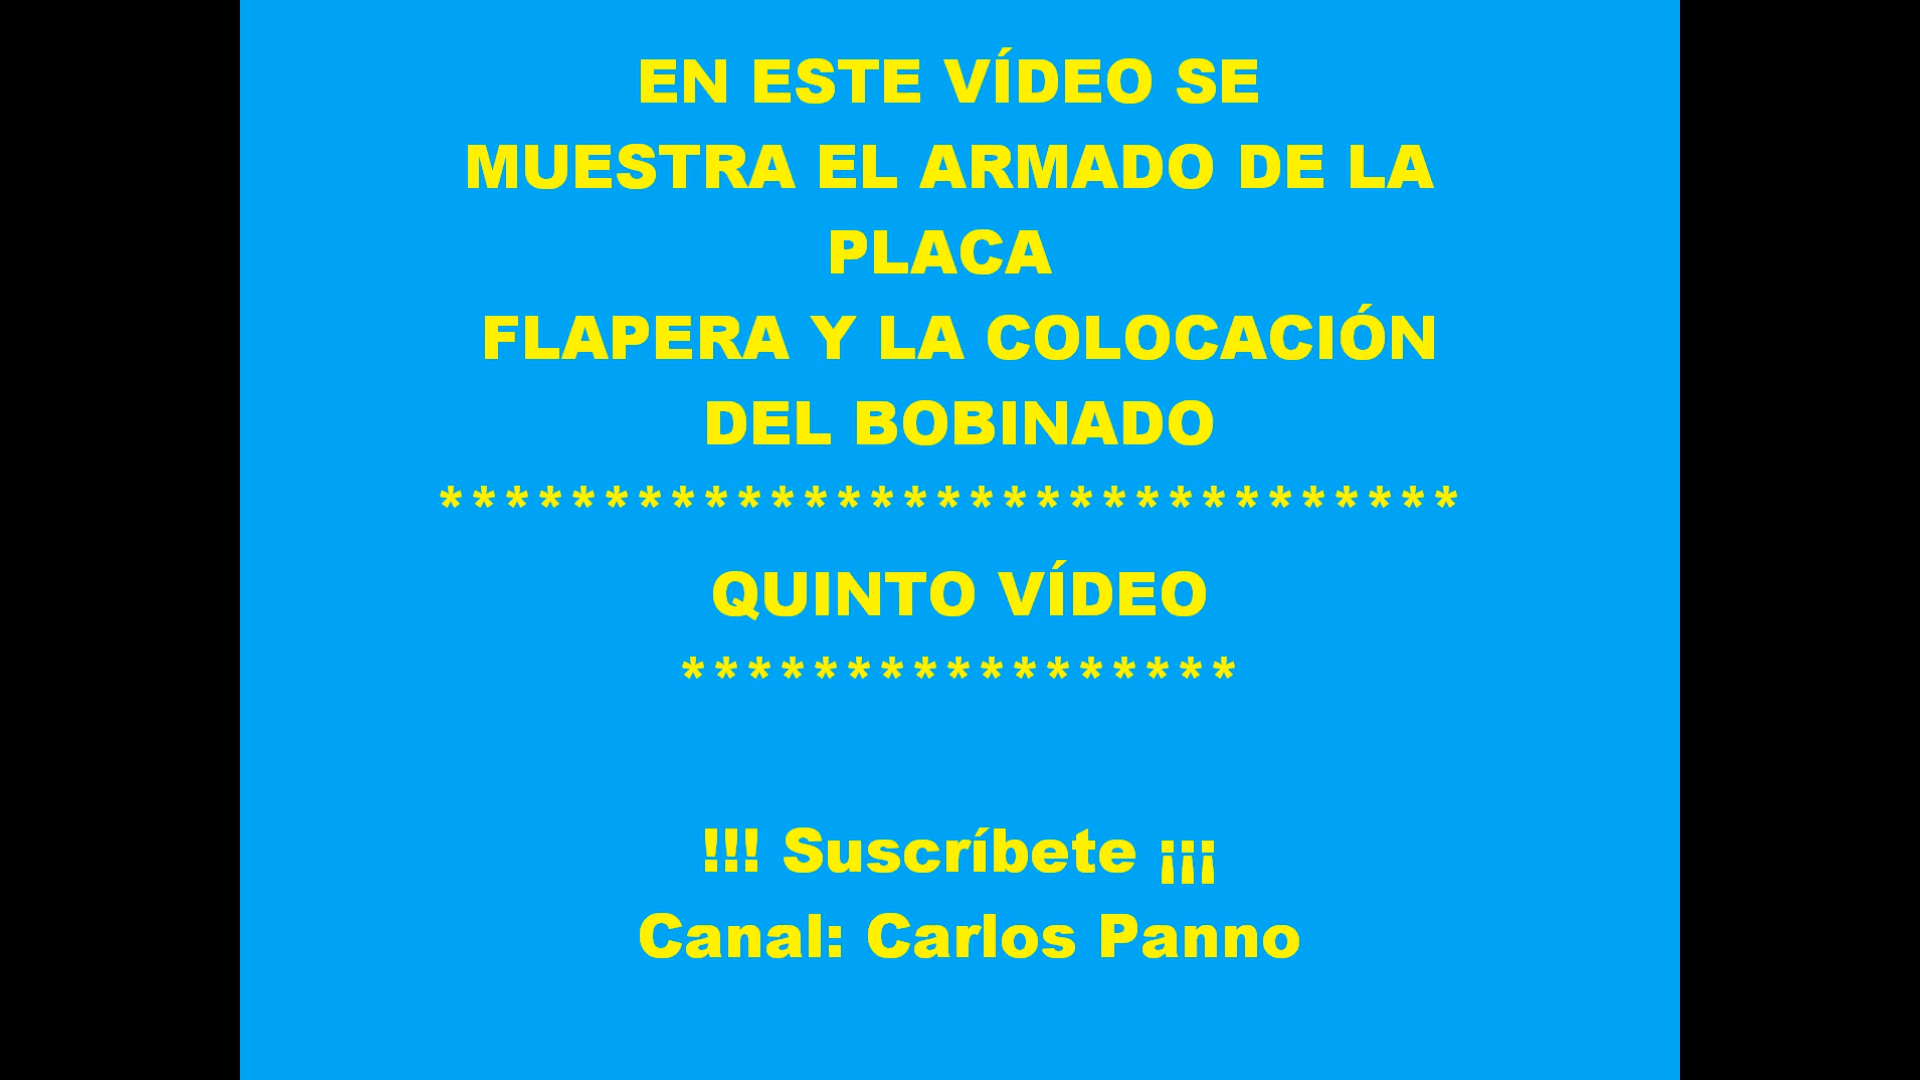 EN ESTE VÍDEO SE
MUESTRA EL ARMADO DE LA
PLACA
FLAPERA Y LA COLOCACIÓN
DEL BOBINADO
*******************************
QUINTO VÍDEO
*****************
!!! Suscríbete ¡¡¡
Canal: Carlos Panno